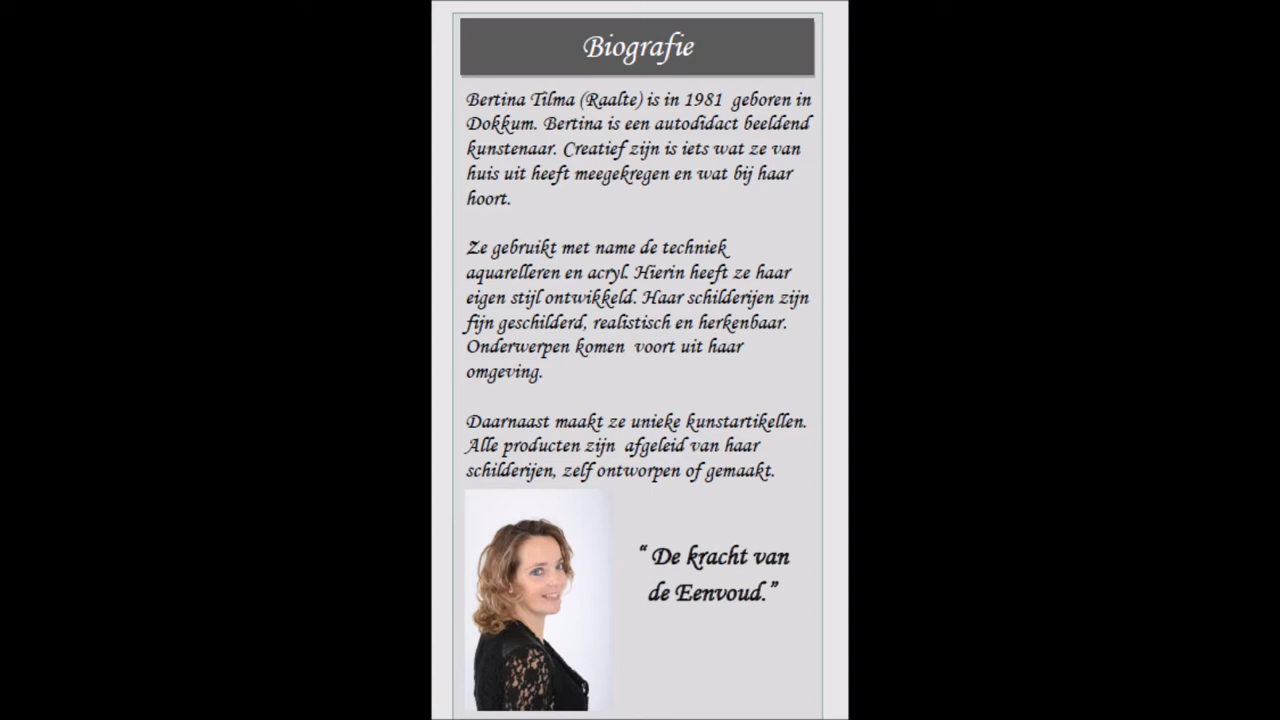 Biografie
Bertina Tilma (Raalte) is in 1981 geboren in
Dokkum. Bertina is een autodidact beeldend
kunstenaar. Creatief zijn is iets wat ze van
huis uit heeft meegekregen en wat bij haar
hoort.
Ze gebruikt met name de techniek
aquarelleren en acryl. Hierin heeft ze haar
eigen stijl ontwikkeld. Haar schilderijen zijn
fijn geschilderd, realistisch en herkenbaar.
Onderwerpen komen voort uit haar
omgeving.
Daarnaast maakt ze unieke kunstartikellen.
Alle producten zijn afgeleid van haar
schilderijen, zelf ontworpen of gemaakt.
“ De kracht van
de Eenvoud.”